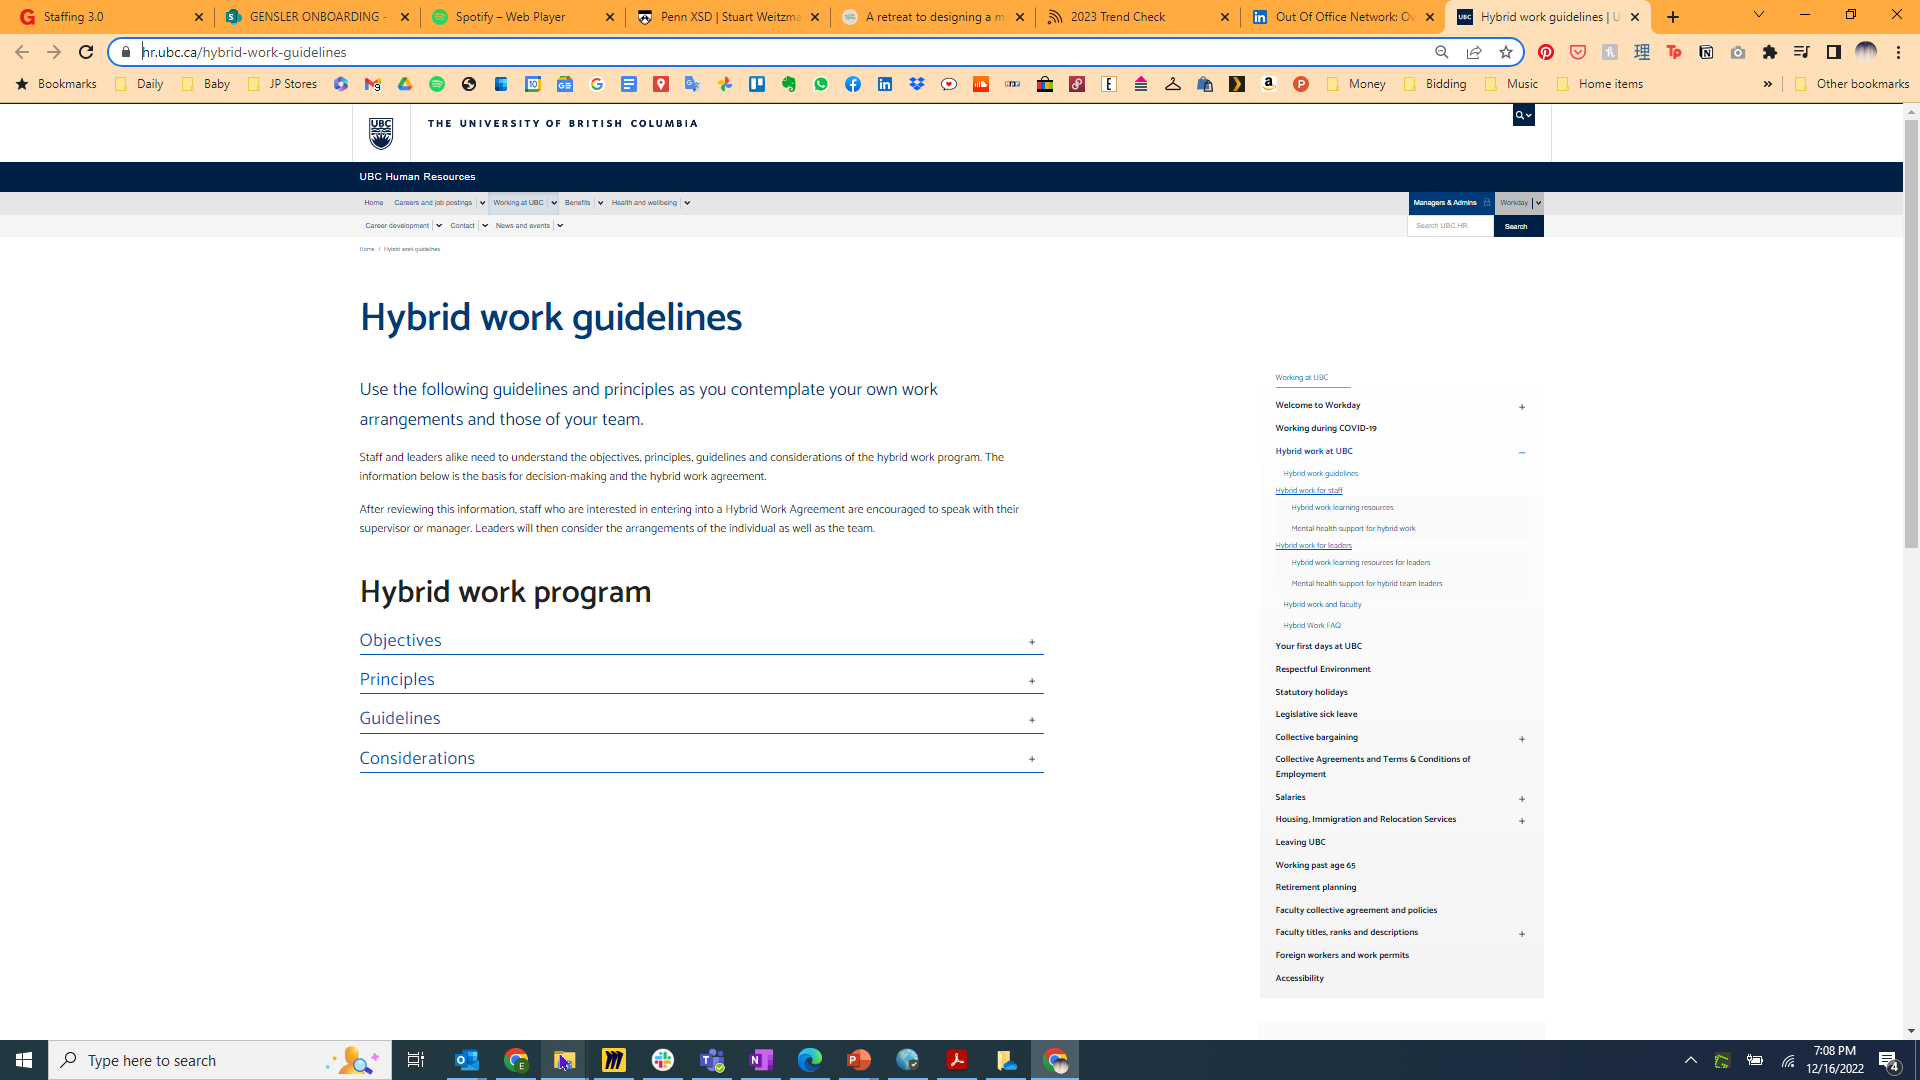 Staffing 3.0
GENSLER ONBOARDING -
Spotify – Web Player
Penn XSD | Stuart Weitzma
A retreat to designing a m
2023 Trend Check
Out Of Office Network: Ov
Hybrid work guidelines | U
hr.ubc.ca/hybrid-work-guidelines
Bookmarks
Daily
Baby
JP Stores
Money
Bidding
Music
Home items
»
Other bookmarks
UBC
THE UNIVERSITY OF BRITISH COLUMBIA
UBC Human Resources
Home
Careers and job postings
Working at UBC
Benefits
Health and wellbeing
Managers & Admins
Workday
Career development
Contact
News and events
Search UBC HR
Search
Home / Hybrid work guidelines
Hybrid work guidelines
Use the following guidelines and principles as you contemplate your own work
arrangements and those of your team.
Staff and leaders alike need to understand the objectives, principles, guidelines and considerations of the hybrid work program. The
information below is the basis for decision-making and the hybrid work agreement.
After reviewing this information, staff who are interested in entering into a Hybrid Work Agreement are encouraged to speak with their
supervisor or manager. Leaders will then consider the arrangements of the individual as well as the team.
Hybrid work program
Objectives +
Principles +
Guidelines +
Considerations +
Working at UBC
Welcome to Workday +
Working during COVID-19
Hybrid work at UBC –
Hybrid work guidelines
Hybrid work for staff
Hybrid work learning resources
Mental health support for hybrid work
Hybrid work for leaders
Hybrid work learning resources for leaders
Mental health support for hybrid team leaders
Hybrid work and faculty
Hybrid Work FAQ
Your first days at UBC
Respectful Environment
Statutory holidays
Legislative sick leave
Collective bargaining +
Collective Agreements and Terms & Conditions of
Employment
Salaries +
Housing, Immigration and Relocation Services +
Leaving UBC
Working past age 65
Retirement planning
Faculty collective agreement and policies
Faculty titles, ranks and descriptions +
Foreign workers and work permits
Accessibility
Type here to search
7:08 PM
12/16/2022
4